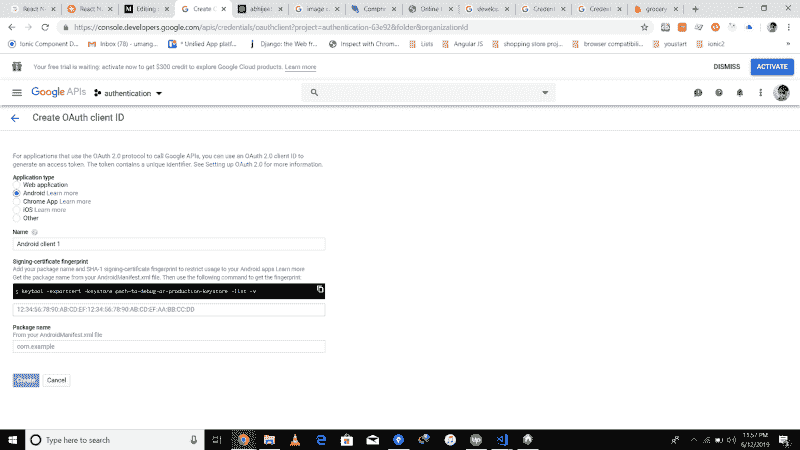 React N
React N
Editing
Create O
abhijee
image c
Compre
Online
develo
Creden
Creden
Creden
grocery
https://console.developers.google.com/apis/credentials/oauthclient?project=authentication-63e92&folder&organizationId
Ionic Component D...
Inbox (78) - umang...
* Unified App platf...
Django: the Web fr...
Inspect with Chrom...
Lists
Angular JS
shopping store proj...
browser compatibili...
youstart
ionic2
»
Your free trial is waiting: activate now to get $300 credit to explore Google Cloud products. Learn more
DISMISS
ACTIVATE
Google APIs
authentication
Create OAuth client ID
For applications that use the OAuth 2.0 protocol to call Google APIs, you can use an OAuth 2.0 client ID to
generate an access token. The token contains a unique identifier. See Setting up OAuth 2.0 for more information.
Application type
Web application
Android Learn more
Chrome App Learn more
iOS Learn more
Other
Name
Android client 1
Signing-certificate fingerprint
Add your package name and SHA-1 signing-certificate fingerprint to restrict usage to your Android apps Learn more
Get the package name from your AndroidManifest.xml file. Then use the following command to get the fingerprint:
$ keytool -exportcert -keystore path-to-debug-or-production-keystore -list -v
12:34:56:78:90:AB:CD:EF:12:34:56:78:90:AB:CD:EF:AA:BB:CC:DD
Package name
From your AndroidManifest.xml file
com.example
Create
Cancel
Type here to search
11:57 PM
6/12/2019